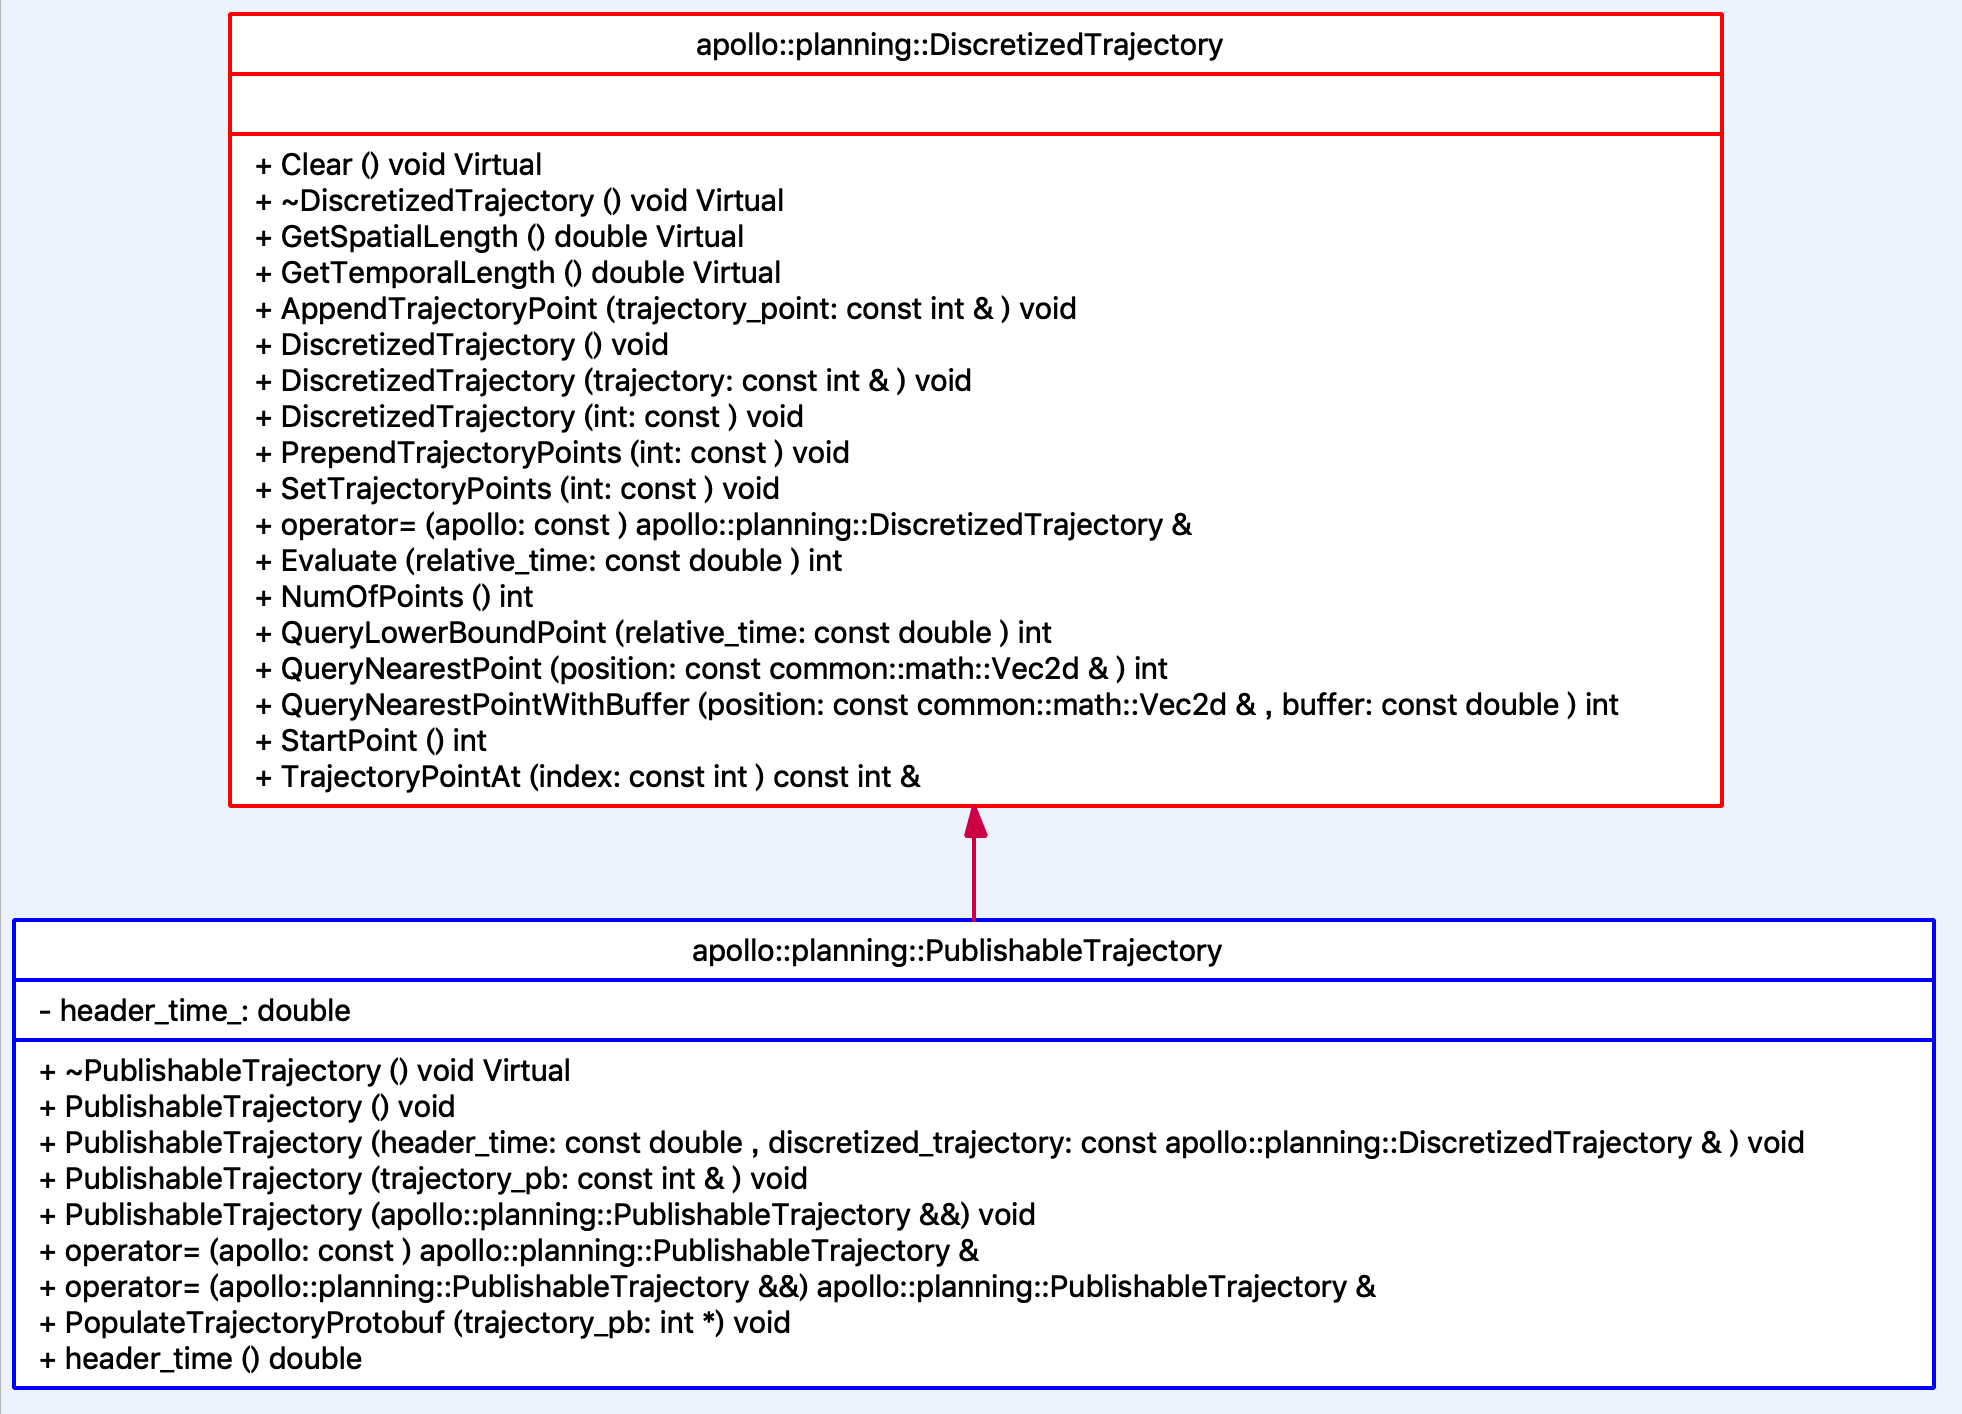 apollo::planning::DiscretizedTrajectory
+ Clear () void Virtual
+ ~DiscretizedTrajectory () void Virtual
+ GetSpatialLength () double Virtual
+ GetTemporalLength () double Virtual
+ AppendTrajectoryPoint (trajectory_point: const int & ) void
+ DiscretizedTrajectory () void
+ DiscretizedTrajectory (trajectory: const int & ) void
+ DiscretizedTrajectory (int: const ) void
+ PrependTrajectoryPoints (int: const ) void
+ SetTrajectoryPoints (int: const ) void
+ operator= (apollo: const ) apollo::planning::DiscretizedTrajectory &
+ Evaluate (relative_time: const double ) int
+ NumOfPoints () int
+ QueryLowerBoundPoint (relative_time: const double ) int
+ QueryNearestPoint (position: const common::math::Vec2d & ) int
+ QueryNearestPointWithBuffer (position: const common::math::Vec2d & , buffer: const double ) int
+ StartPoint () int
+ TrajectoryPointAt (index: const int ) const int &
apollo::planning::PublishableTrajectory
- header_time_: double
+ ~PublishableTrajectory () void Virtual
+ PublishableTrajectory () void
+ PublishableTrajectory (header_time: const double , discretized_trajectory: const apollo::planning::DiscretizedTrajectory & ) void
+ PublishableTrajectory (trajectory_pb: const int & ) void
+ PublishableTrajectory (apollo::planning::PublishableTrajectory &&) void
+ operator= (apollo: const ) apollo::planning::PublishableTrajectory &
+ operator= (apollo::planning::PublishableTrajectory &&) apollo::planning::PublishableTrajectory &
+ PopulateTrajectoryProtobuf (trajectory_pb: int *) void
+ header_time () double